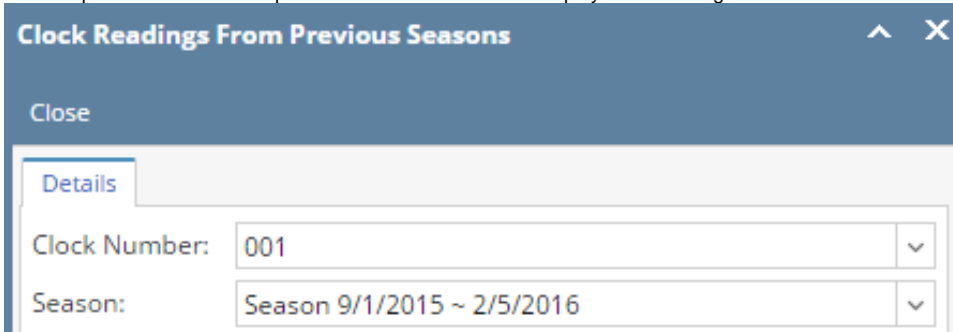 Clock Readings From Previous Seasons
Close
Details
Clock Number: 001
Season: Season 9/1/2015 ~ 2/5/2016